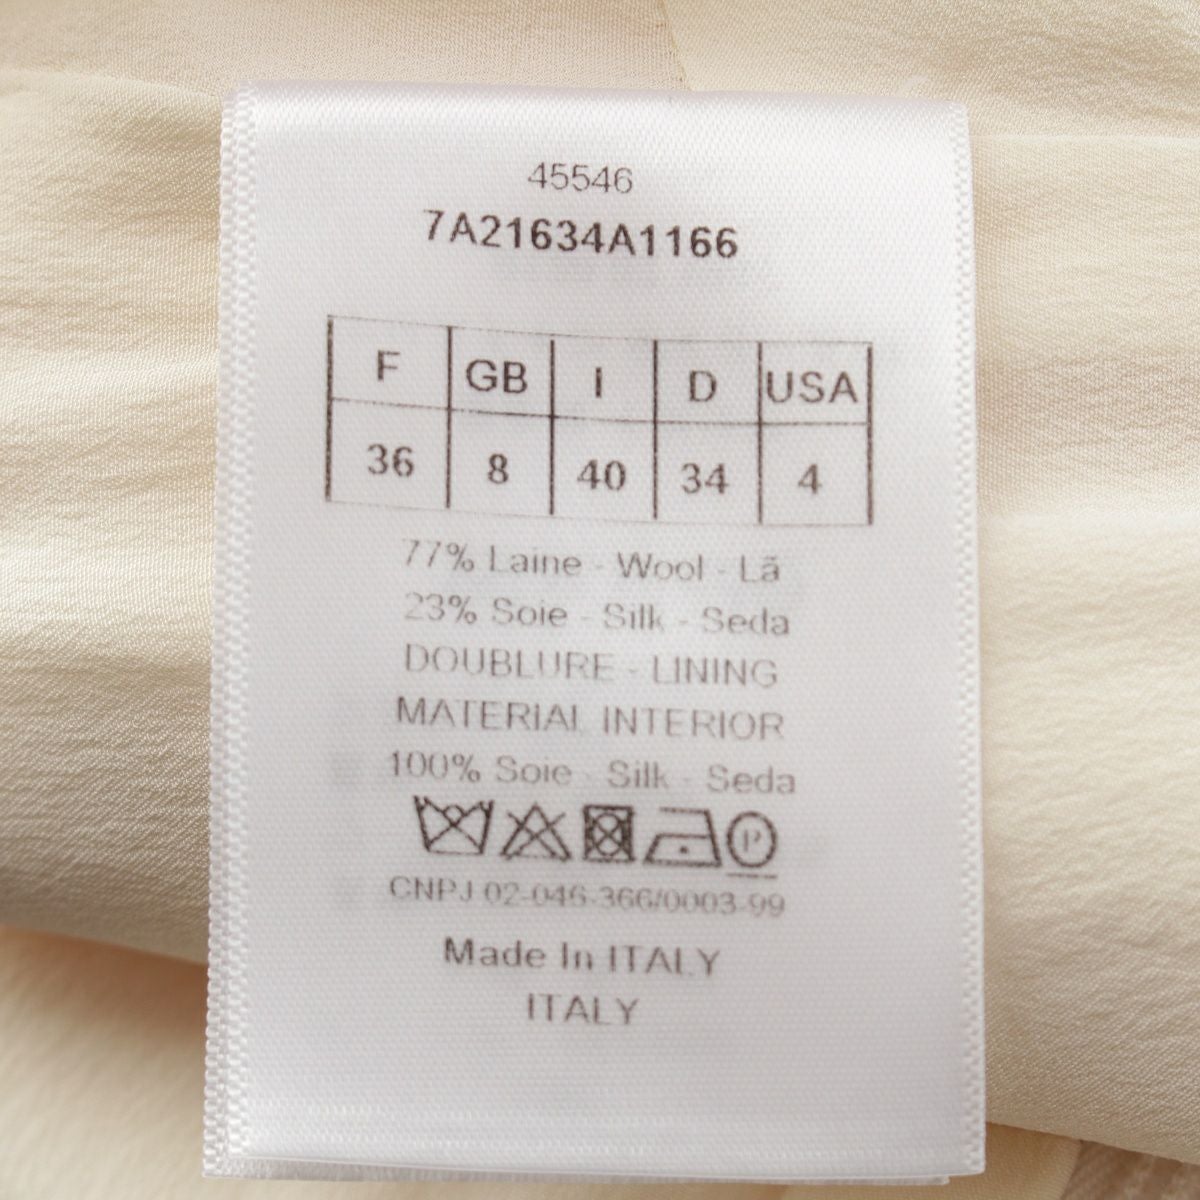 45546
7A21634A1166
F GB I D USA
36 8 40 34 4
77% Laine - Wool - Lã
23% Soie - Silk - Seda
DOUBLURE - LINING
MATERIAL INTERIOR
100% Soie - Silk - Seda
P
CNPJ 02-046-366/0003-99
Made In ITALY
ITALY